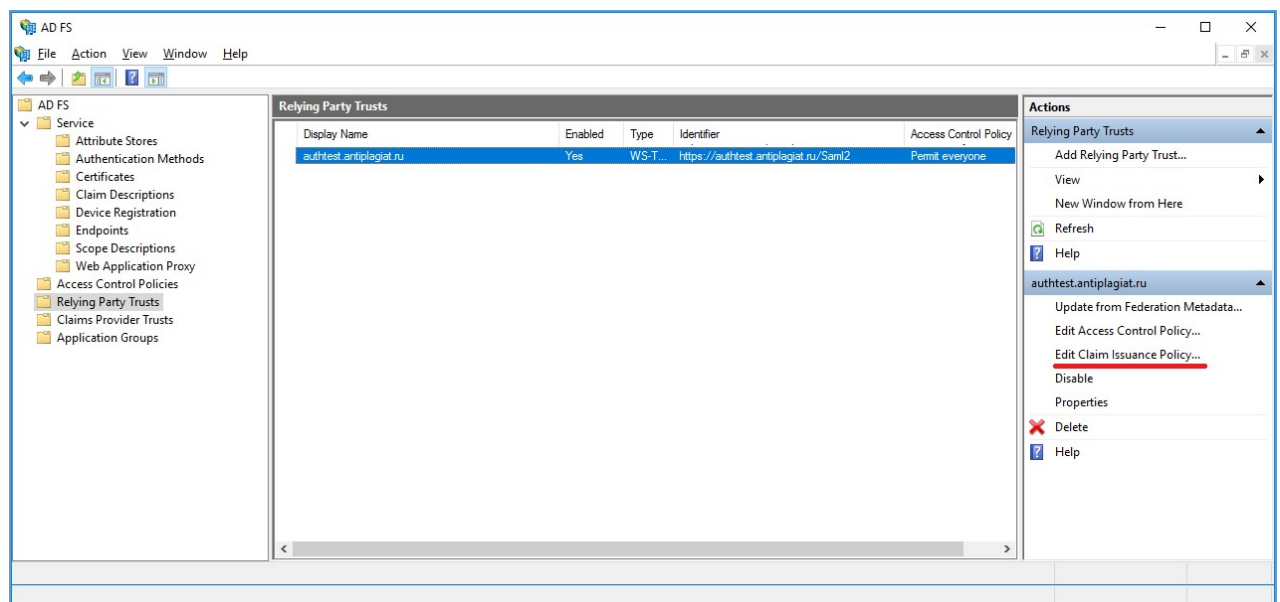 AD FS
File Action View Window Help
AD FS
Service
Attribute Stores
Authentication Methods
Certificates
Claim Descriptions
Device Registration
Endpoints
Scope Descriptions
Web Application Proxy
Access Control Policies
Relying Party Trusts
Claims Provider Trusts
Application Groups
Relying Party Trusts
Display Name Enabled Type Identifier Access Control Policy
authtest.antiplagiat.ru Yes WS-T... https://authtest.antiplagiat.ru/Saml2 Permit everyone
Actions
Relying Party Trusts
Add Relying Party Trust...
View
New Window from Here
Refresh
Help
authtest.antiplagiat.ru
Update from Federation Metadata...
Edit Access Control Policy...
Edit Claim Issuance Policy...
Disable
Properties
Delete
Help